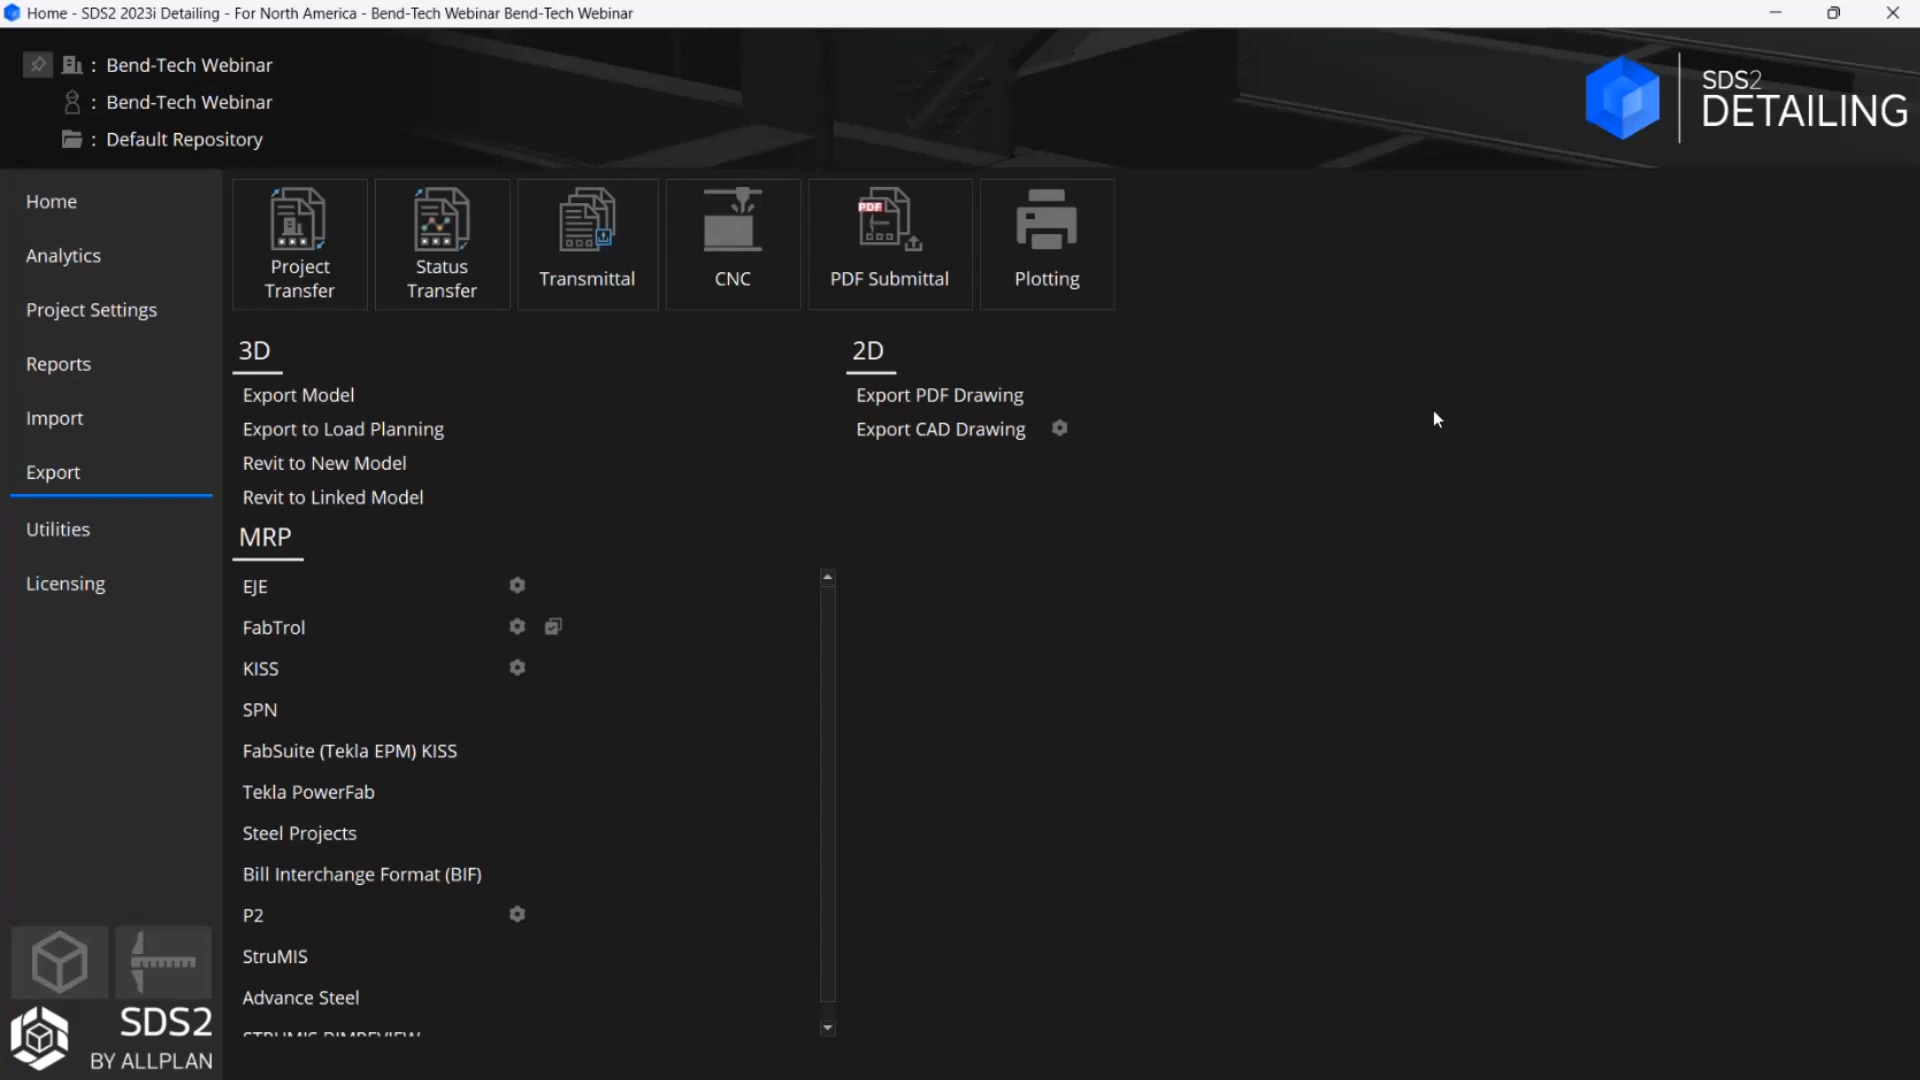 Home - SDS2 2023i Detailing - For North America - Bend-Tech Webinar Bend-Tech Webinar
: Bend-Tech Webinar
: Bend-Tech Webinar
: Default Repository
SDS2
DETAILING
Home
Analytics
Project Settings
Reports
Import
Export
Utilities
Licensing
Project
Transfer
Status
Transfer
Transmittal
CNC
PDF
PDF Submittal
Plotting
3D
Export Model
Export to Load Planning
Revit to New Model
Revit to Linked Model
2D
Export PDF Drawing
Export CAD Drawing
MRP
EJE
FabTrol
KISS
SPN
FabSuite (Tekla EPM) KISS
Tekla PowerFab
Steel Projects
Bill Interchange Format (BIF)
P2
StruMIS
Advance Steel
STRUMIS BIMREVIEW
SDS2
BY ALLPLAN